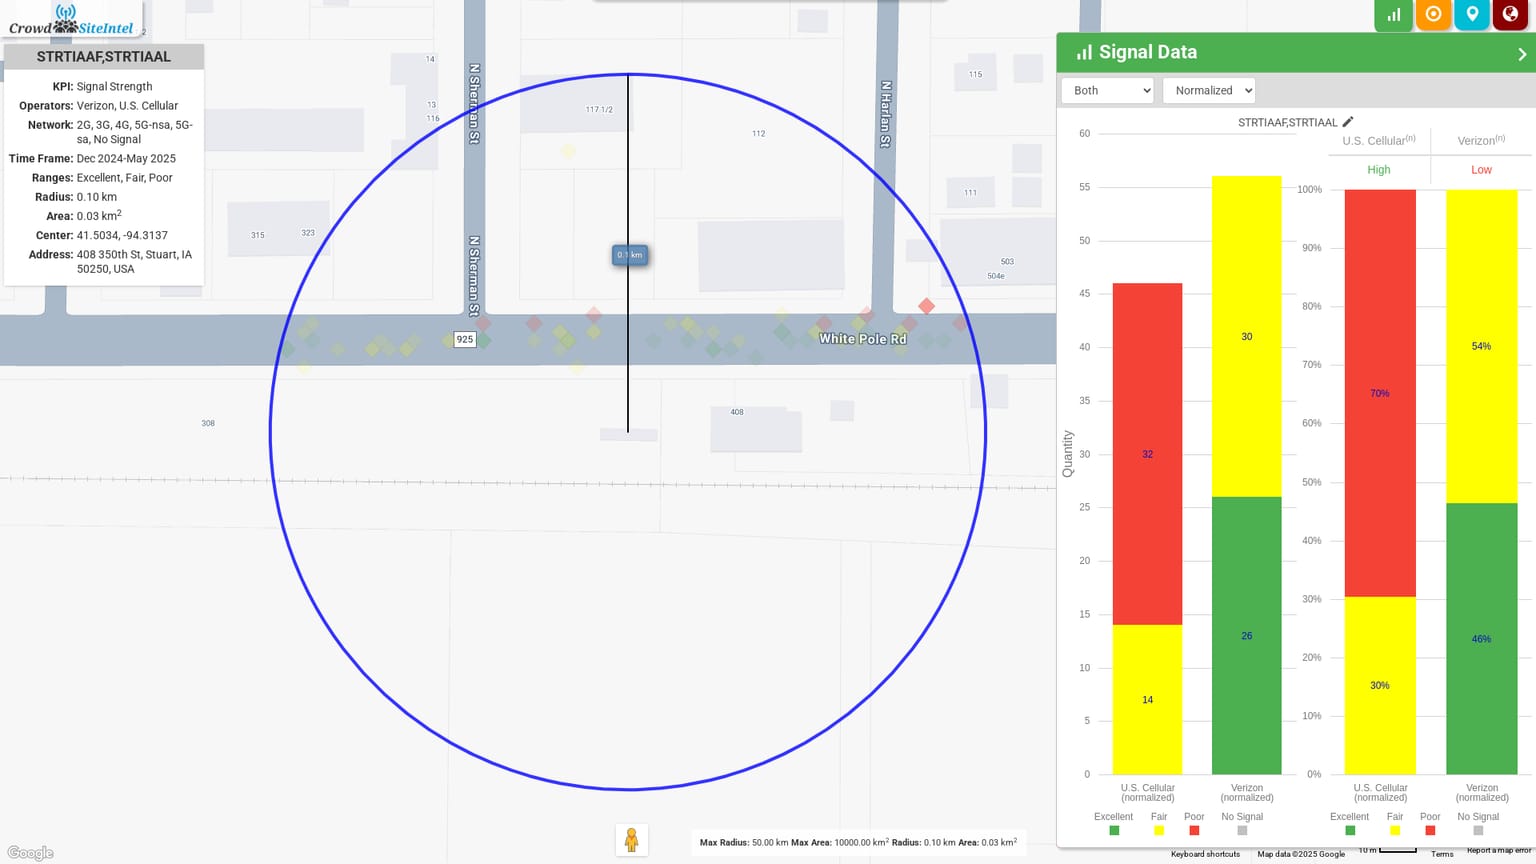 CrowdSiteIntel
STRTIAAF,STRTIAAL
KPI: Signal Strength
Operators: Verizon, U.S. Cellular
Network: 2G, 3G, 4G, 5G-nsa, 5G-
sa, No Signal
Time Frame: Dec 2024-May 2025
Ranges: Excellent, Fair, Poor
Radius: 0.10 km
Area: 0.03 km²
Center: 41.5034, -94.3137
Address: 408 350th St, Stuart, IA
50250, USA
14
13
116
315
323
308
N Sherman St
N Sherman St
117 1/2
112
N Harlan St
115
111
503
504e
0.1 km
925
White Pole Rd
408
Google
Max Radius: 50.00 km Max Area: 10000.00 km² Radius: 0.10 km Area: 0.03 km²
Signal Data
Both
Normalized
STRTIAAF,STRTIAAL
U.S. Cellular(n)
Verizon(n)
High
Low
Quantity
60
55
50
45
40
35
30
25
20
15
10
5
0
32
14
30
26
U.S. Cellular
(normalized)
Verizon
(normalized)
Excellent
Fair
Poor
No Signal
100%
90%
80%
70%
60%
50%
40%
30%
20%
10%
0%
70%
30%
54%
46%
U.S. Cellular
(normalized)
Verizon
(normalized)
Excellent
Fair
Poor
No Signal
Keyboard shortcuts
Map data ©2025 Google
10 m
Terms
Report a map error